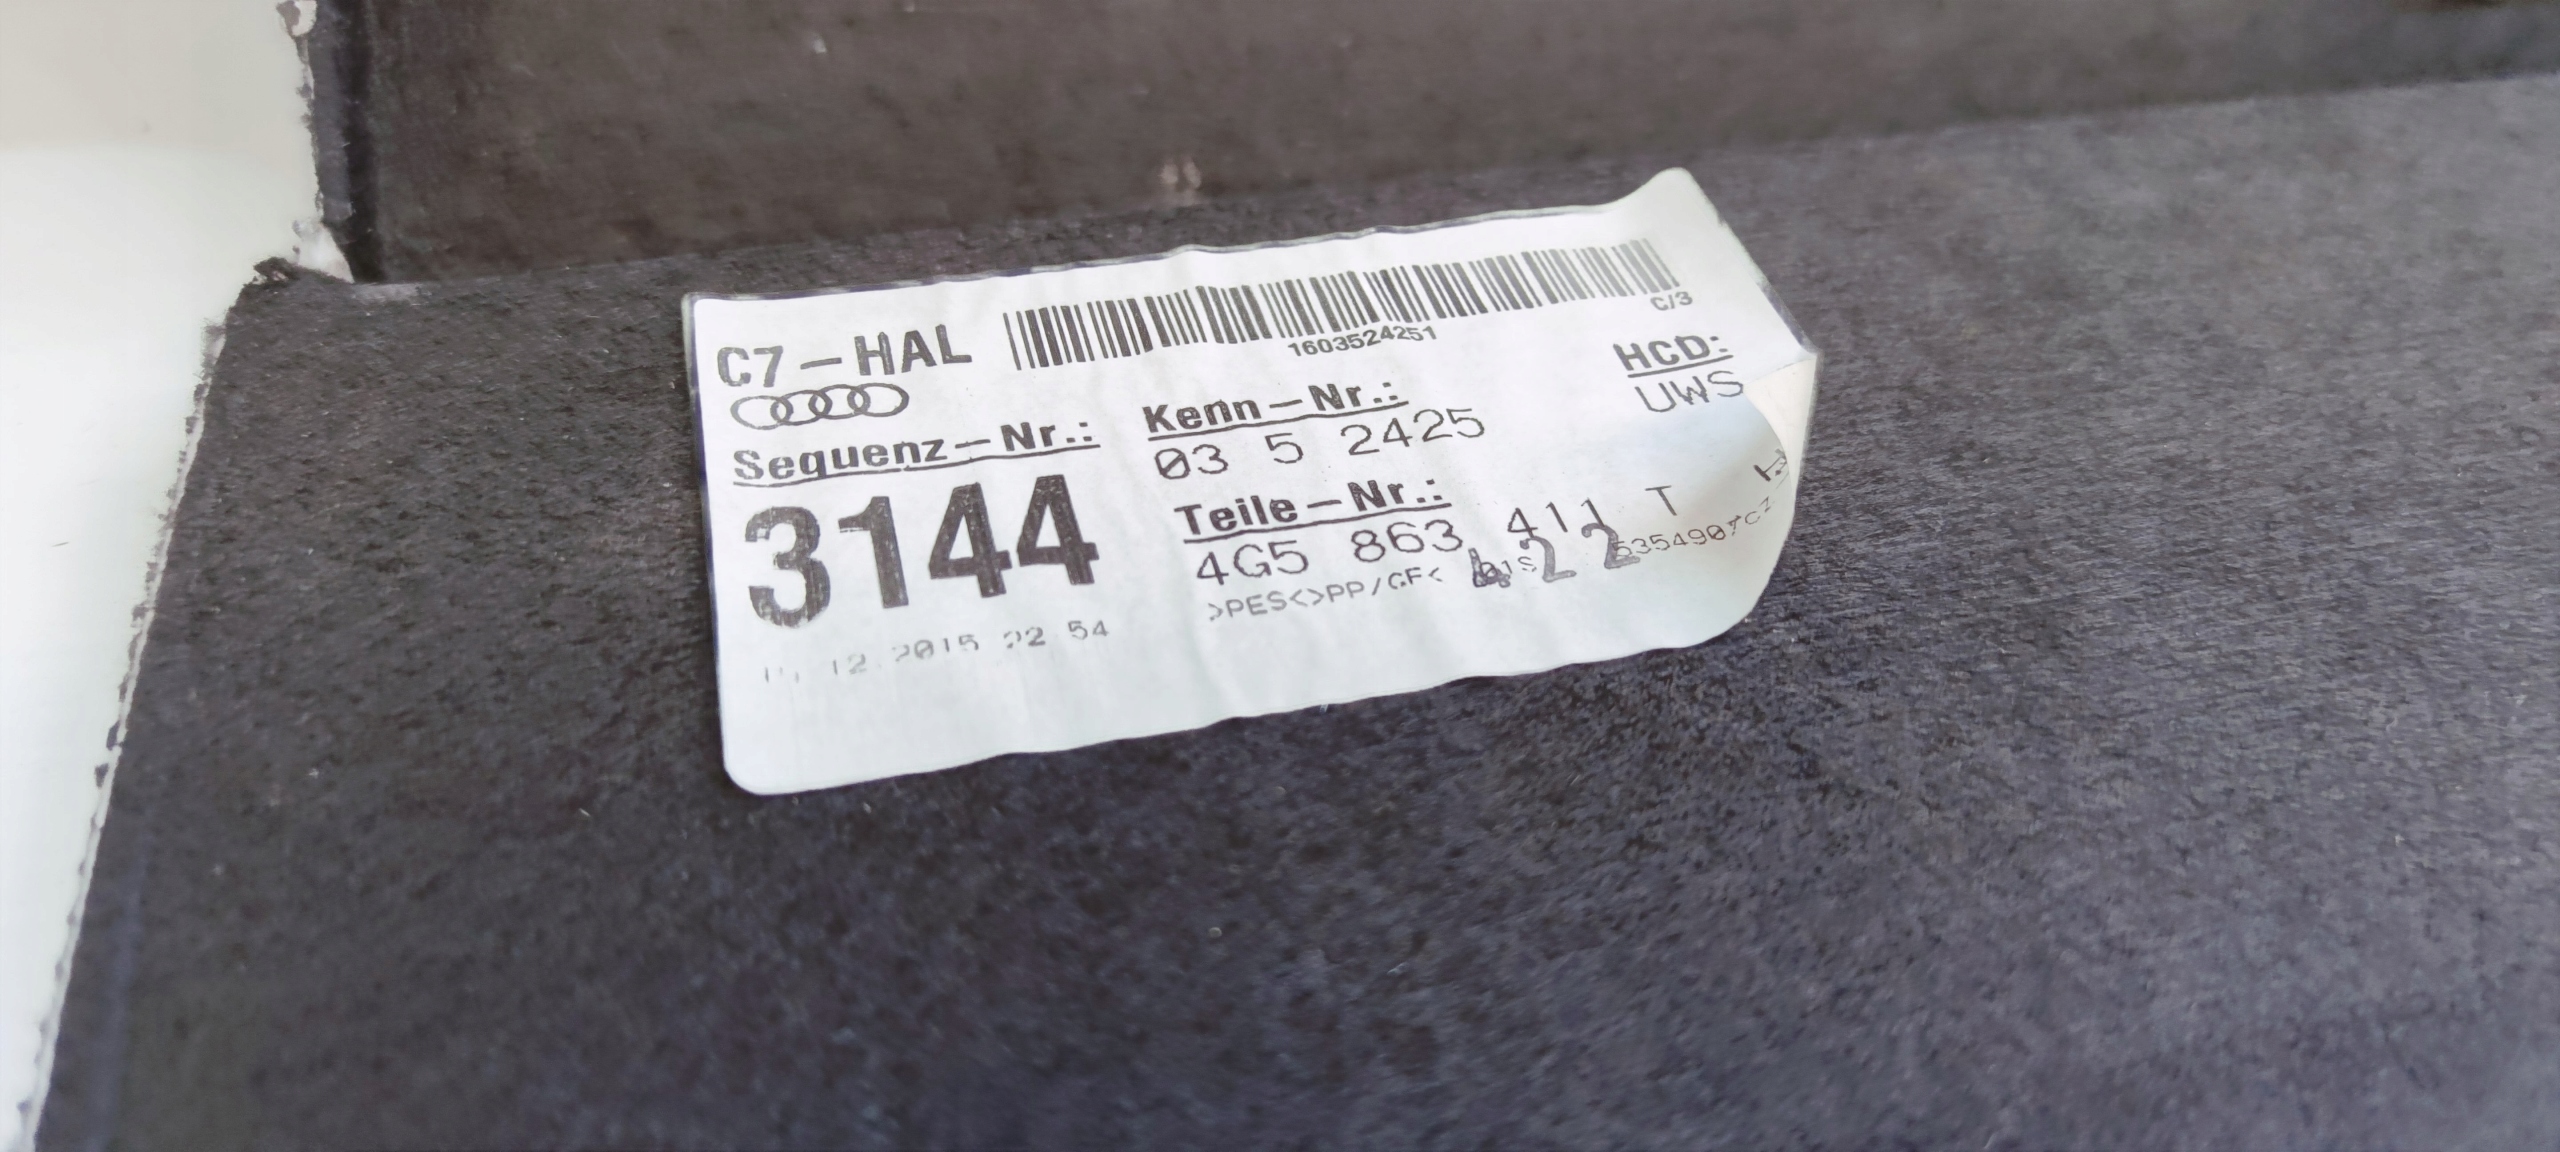 C7-HAL
1603524251
C/3
Sequenz-Nr.:
3144
Kenn-Nr.:
03 5 2425
HCD:
UWS
Teile-Nr.:
4G5 863 411 T
>PES<>PP/GF<
22
12.2015 22 54